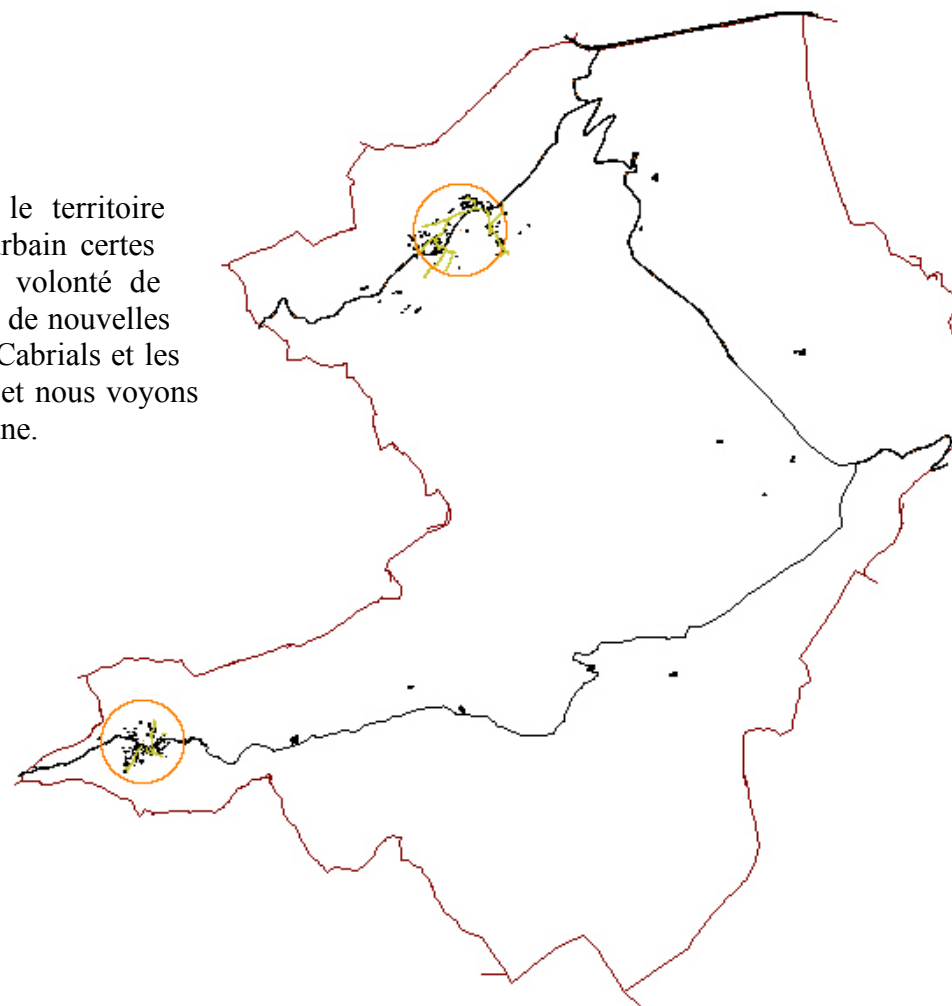 le territoire
rbain certes
volonté de
de nouvelles
Cabrials et les
et nous voyons
ne.